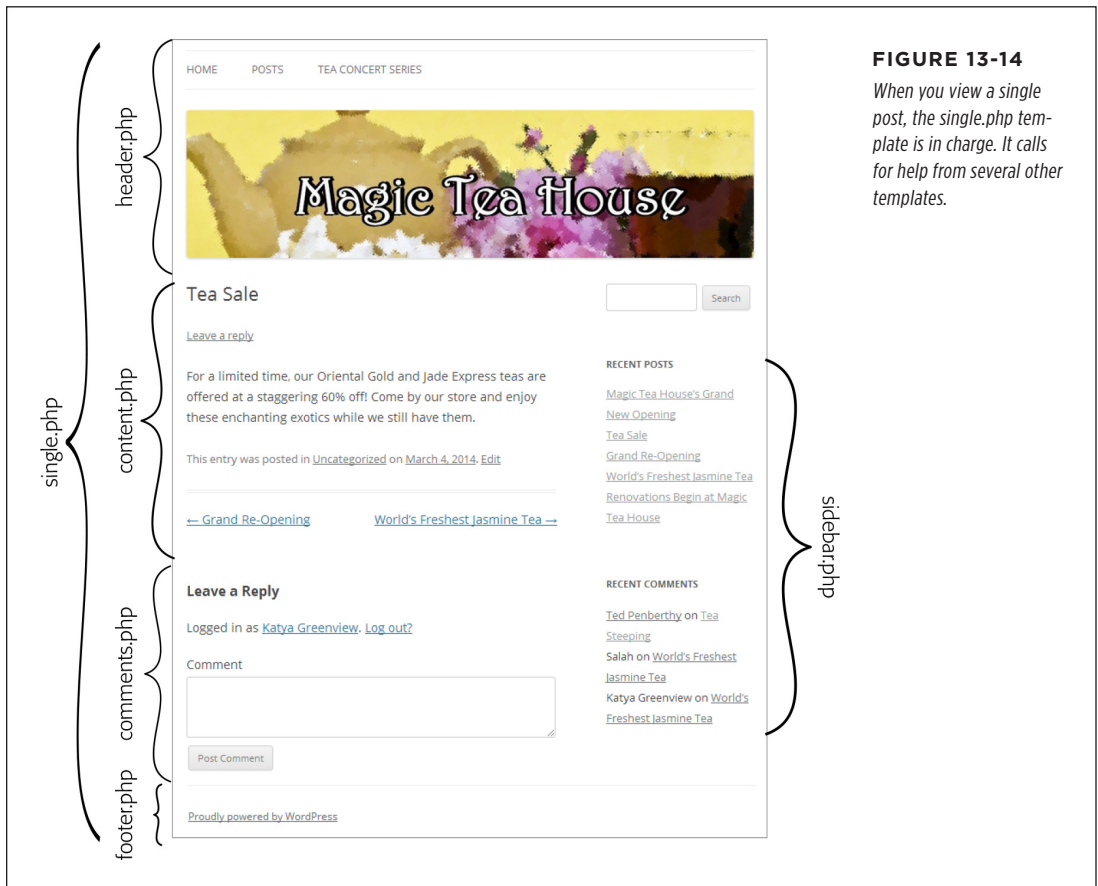 single.php
header.php
content.php
comments.php
footer.php
HOME POSTS TEA CONCERT SERIES
Magic Tea House
Tea Sale
Leave a reply
For a limited time, our Oriental Gold and Jade Express teas are
offered at a staggering 60% off! Come by our store and enjoy
these enchanting exotics while we still have them.
This entry was posted in Uncategorized on March 4, 2014. Edit
← Grand Re-Opening World's Freshest Jasmine Tea →
Leave a Reply
Logged in as Katya Greenview. Log out?
Comment
Post Comment
Proudly powered by WordPress
Search
RECENT POSTS
Magic Tea House's Grand
New Opening
Tea Sale
Grand Re-Opening
World's Freshest Jasmine Tea
Renovations Begin at Magic
Tea House
RECENT COMMENTS
Ted Penberthy on Tea
Steeping
Salah on World's Freshest
Jasmine Tea
Katya Greenview on World's
Freshest Jasmine Tea
sidebar.php
FIGURE 13-14
When you view a single
post, the single.php tem-
plate is in charge. It calls
for help from several other
templates.